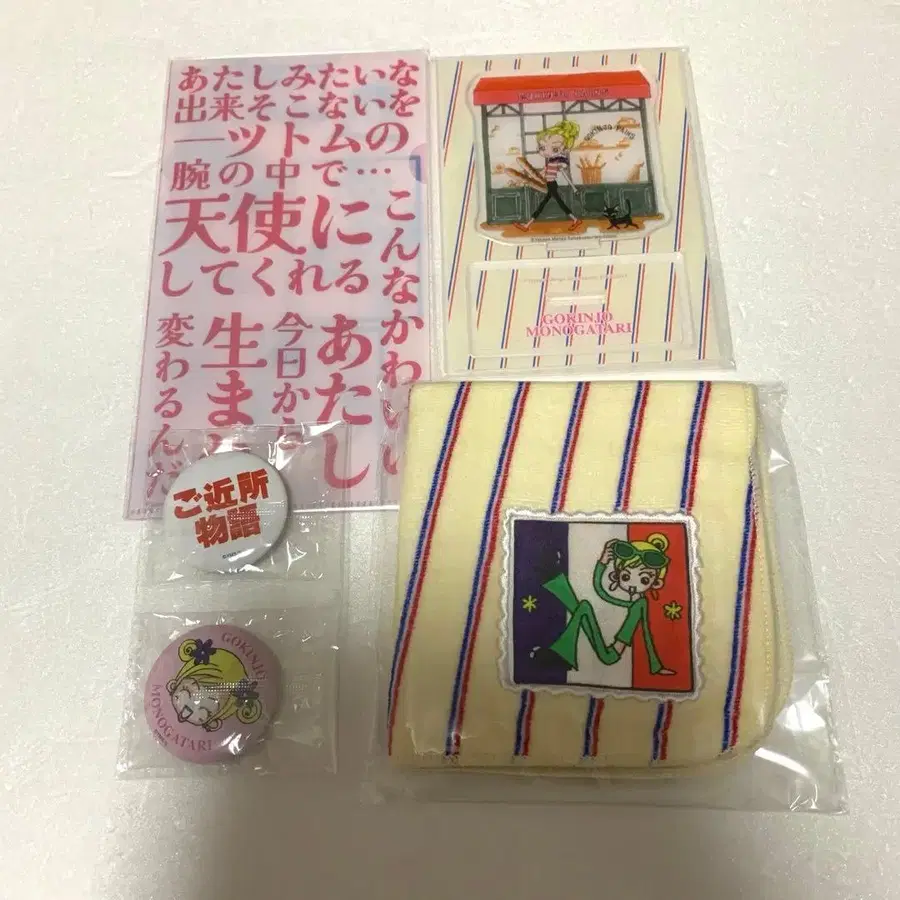 あたしみたいな
出来そこないを
―ツトムの
腕の中で…
天使に
してくれる
こんなかわいい
あたし
今日から
生ま
変わるんだ
GOKINJO
MONOGATARI
ご近所
物語
GOKINJO
MONOGATARI